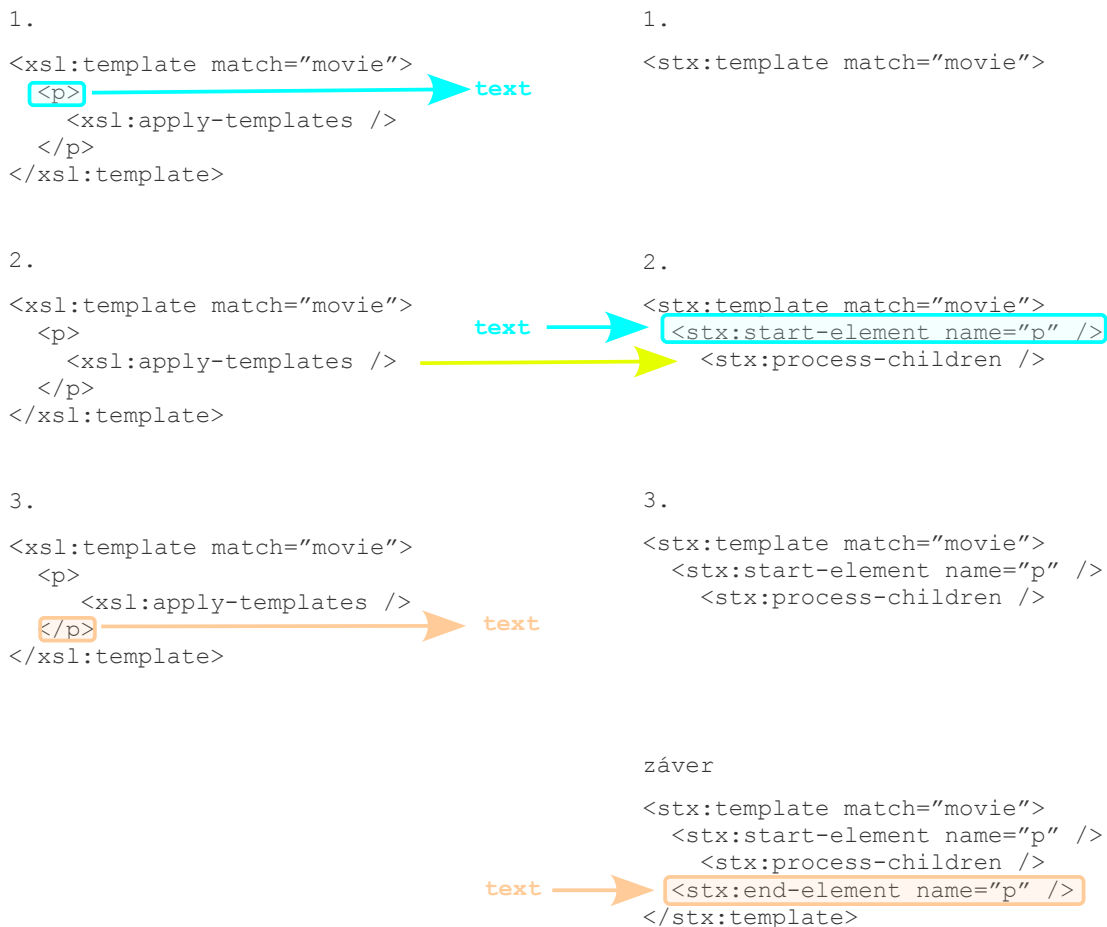 1.
<xsl:template match=”movie”>
  <p>
    <xsl:apply-templates />
  </p>
</xsl:template>
text
1.
<stx:template match=”movie”>
2.
<xsl:template match=”movie”>
  <p>
    <xsl:apply-templates />
  </p>
</xsl:template>
text
2.
<stx:template match=”movie”>
  <stx:start-element name=”p” />
    <stx:process-children />
3.
<xsl:template match=”movie”>
  <p>
     <xsl:apply-templates />
  </p>
</xsl:template>
text
3.
<stx:template match=”movie”>
  <stx:start-element name=”p” />
    <stx:process-children />
záver
<stx:template match=”movie”>
  <stx:start-element name=”p” />
    <stx:process-children />
text
  <stx:end-element name=”p” />
</stx:template>